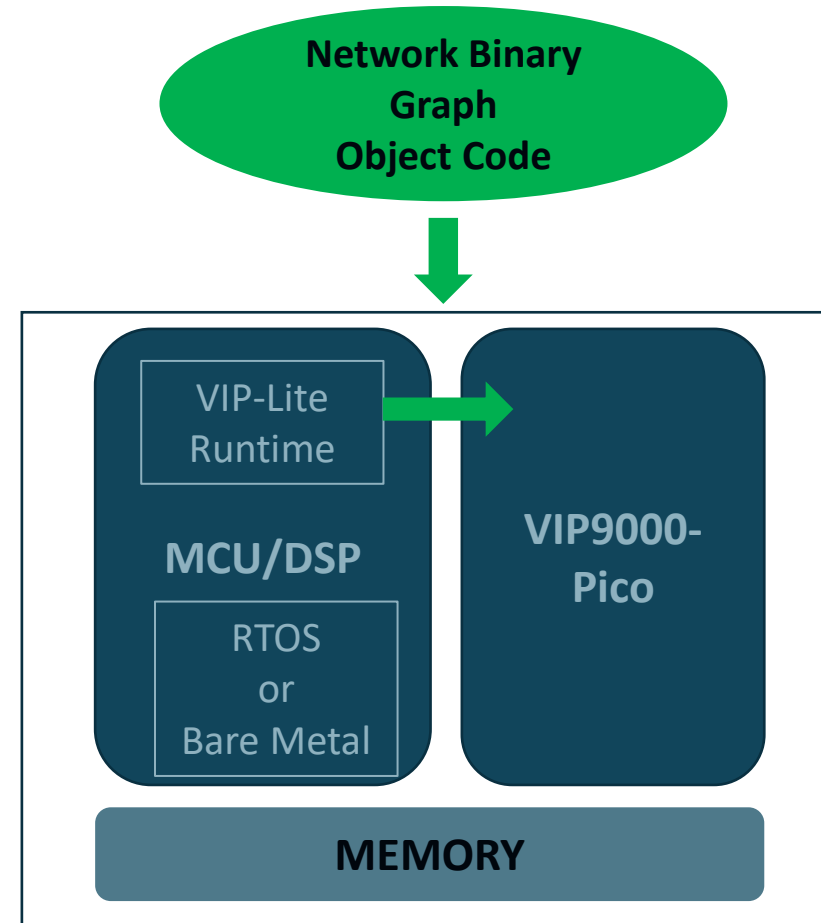 Network Binary
Graph
Object Code
VIP-Lite
Runtime
MCU/DSP
RTOS
or
Bare Metal
VIP9000-
Pico
MEMORY